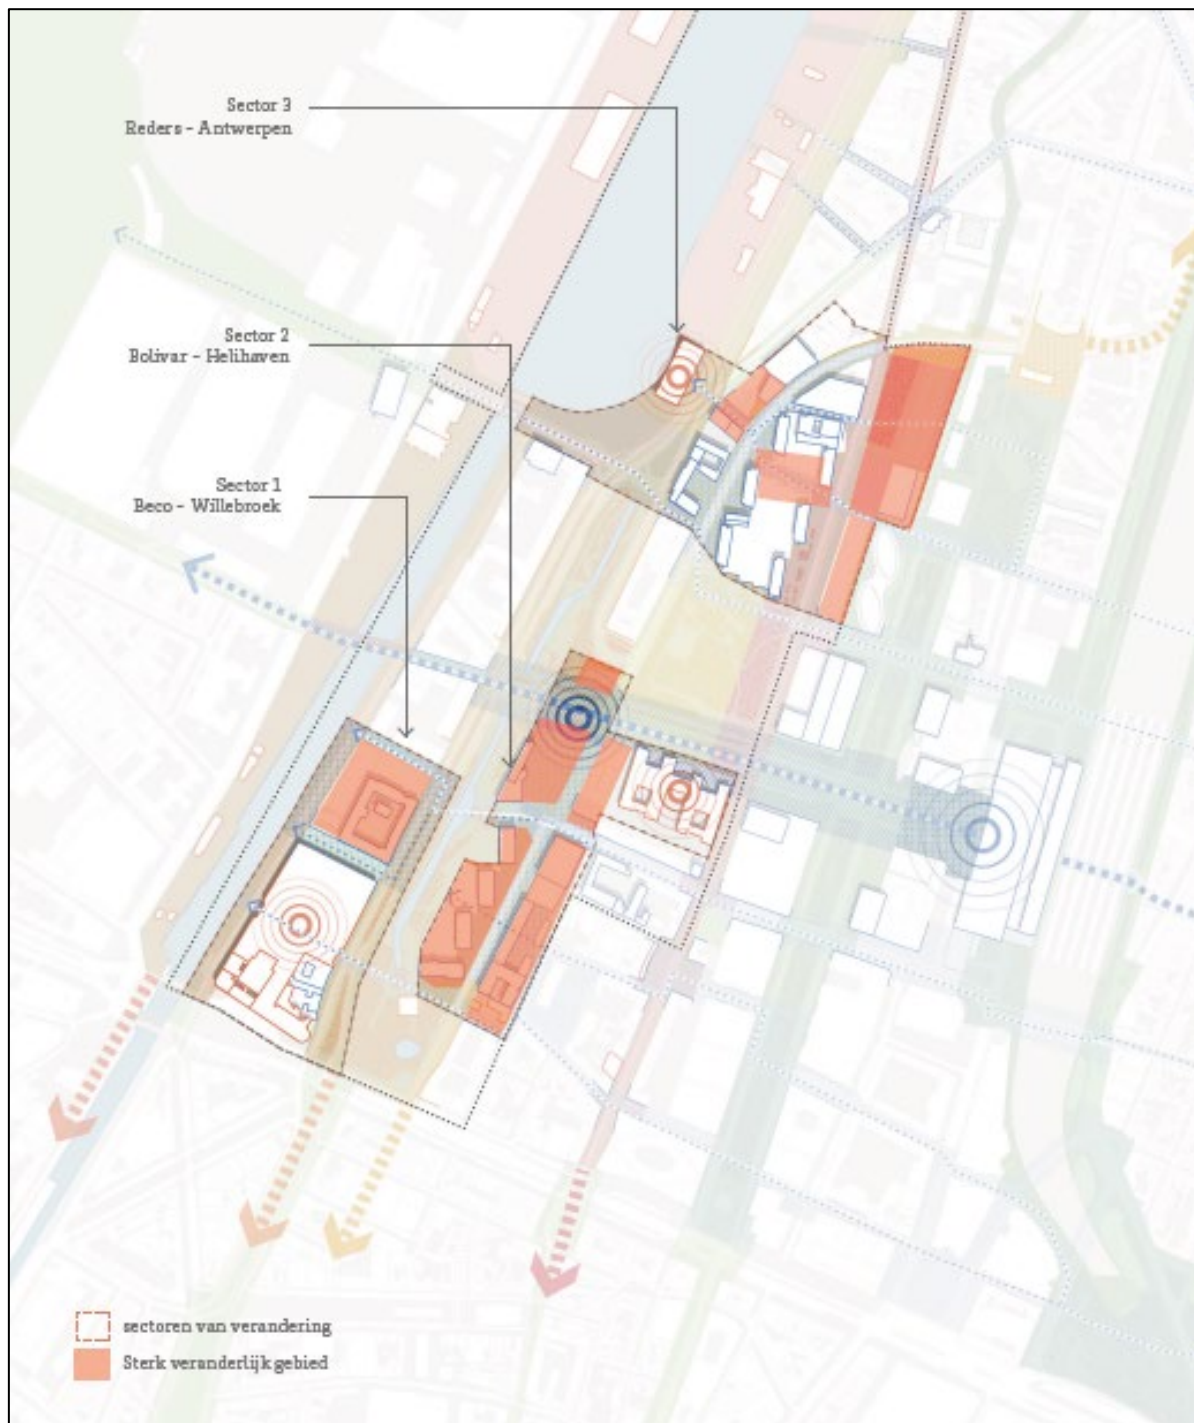 Sector 3
Reders - Antwerpen
Sector 2
Bolivar - Helihaven
Sector 1
Beco - Willebroek
sectoren van verandering
Sterk veranderlijk gebied